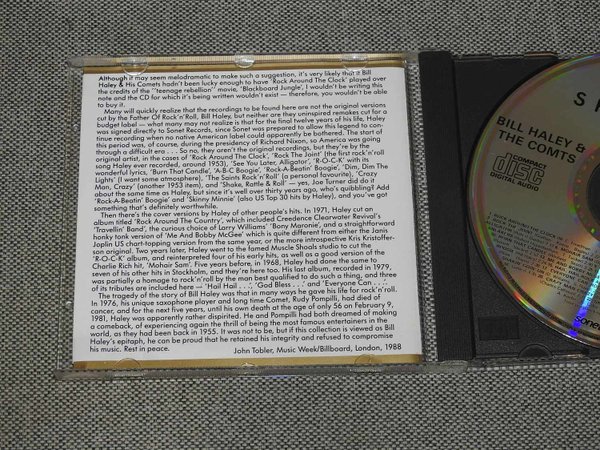 Although it may seem melodramatic to make such a suggestion, it's very likely that if Bill
Haley & His Comets hadn't been lucky enough to have 'Rock Around The Clock' played over
the credits of the ''teenage rebellion'' movie, 'Blackboard Jungle', I wouldn't be writing this
note and the CD for which it's being written wouldn't exist — therefore, you wouldn't be able
to buy it.
Many will quickly realize that the recordings to be found here are not the original versions
cut by the Father Of Rock'n'Roll, Bill Haley, but neither are they uninspired remakes cut for a
budget label — what many may not realize is that for the final twelve years of his life, Haley
was signed directly to Sonet Records, since Sonet was prepared to allow this legend to con-
tinue recording when no native American label could apparently be bothered. The start of
this period was, of course, during the presidency of Richard Nixon, so America was going
through a difficult era . . . So no, they aren't the original recordings, but they're by the
original artist, in the cases of 'Rock Around The Clock', 'Rock The Joint' (the first rock'n'roll
song Haley ever recorded, around 1953), 'See You Later, Alligator', 'R-O-C-K' with its
wonderful lyrics, 'Burn That Candle', 'A-B-C Boogie', 'Rock-A-Beatin' Boogie', 'Dim, Dim The
Lights' (I want some atmosphere), 'The Saints Rock'n'Roll' (a personal favourite), 'Crazy
Man, Crazy' (another 1953 item), and 'Shake, Rattle & Roll' — yes, Joe Turner did do it
about the same time as Haley, but since it's well over thirty years ago, who's quibbling? Add
'Rock-A-Beatin' Boogie' and 'Skinny Minnie' (also US Top 30 hits by Haley), and you've got
something that's definitely worthwhile.
Then there's the cover versions by Haley of other people's hits. In 1971, Haley cut an
album titled 'Rock Around The Country', which included Creedence Clearwater Revival's
'Travellin' Band', the curious choice of Larry Williams' 'Bony Maronie', and a straightforward
honky tonk version of 'Me And Bobby McGee' which is quite different from either the Janis
Joplin US chart-topping version from the same year, or the more introspective Kris Kristoffer-
son original. Two years later, Haley went to the famed Muscle Shoals studio to cut the
'R-O-C-K' album, and reinterpreted four of his early hits, as well as a good version of the
Charlie Rich hit, 'Mohair Sam'. Five years before, in 1968, Haley had done the same to
seven of his other hits in Stockholm, and they're here too. His last album, recorded in 1979,
was partially a homage to rock'n'roll by the man best qualified to do such a thing, and three
of its tributes are included here — 'Hail Hail . . .', 'God Bless . . .' and 'Everyone Can . . .'.
The tragedy of the story of Bill Haley was that in many ways he gave his life for rock'n'roll.
In 1976, his unique saxophone player and long time Comet, Rudy Pompilli, had died of
cancer, and for the next five years, until his own death at the age of only 56 on February 9,
1981, Haley was apparently rather dispirited. He and Pompilli had both dreamed of making
a comeback, of experiencing again the thrill of being the most famous entertainers in the
world, as they had been back in 1955. It was not to be, but if this collection is viewed as Bill
Haley's epitaph, he can be proud that he retained his integrity and refused to compromise
his music. Rest in peace.
John Tobler, Music Week/Billboard, London, 1988
BILL HALEY &
THE COMTS
COMPACT
disc
DIGITAL AUDIO